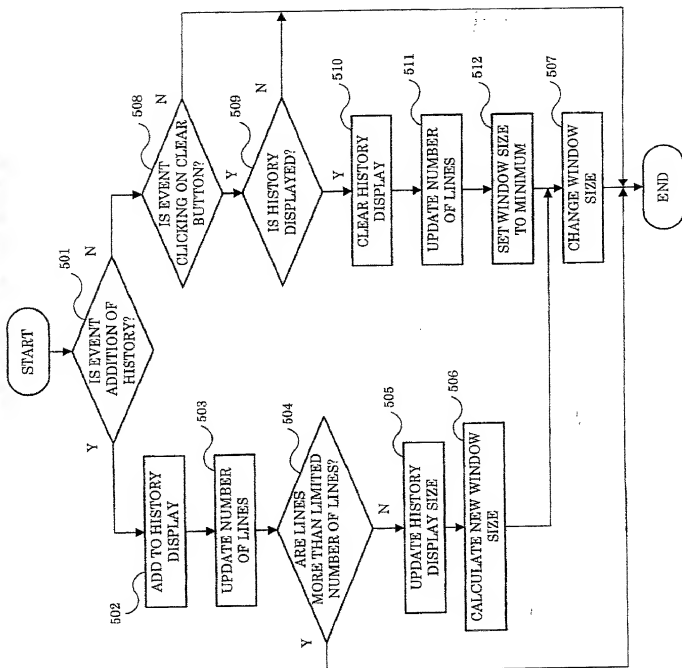 START
501
IS EVENT
ADDITION OF
HISTORY?
Y
N
502
ADD TO HISTORY
DISPLAY
503
UPDATE NUMBER
OF LINES
504
ARE LINES
MORE THAN LIMITED
NUMBER OF LINES?
Y
N
505
UPDATE HISTORY
DISPLAY SIZE
506
CALCULATE NEW WINDOW
SIZE
508
IS EVENT
CLICKING ON CLEAR
BUTTON?
N
Y
509
IS HISTORY
DISPLAYED?
N
Y
510
CLEAR HISTORY
DISPLAY
511
UPDATE NUMBER
OF LINES
512
SET WINDOW SIZE
TO MINIMUM
507
CHANGE WINDOW
SIZE
END